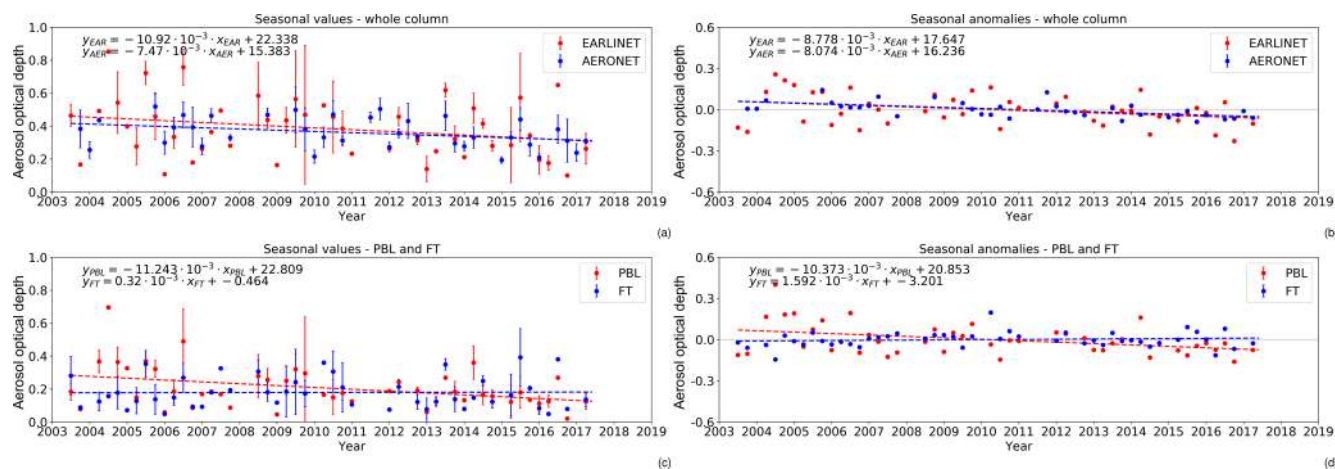 Seasonal values - whole column
y_EAR = −10.92 · 10⁻³ · x_EAR + 22.338
y_AER = −7.47 · 10⁻³ · x_AER + 15.383
EARLINET
AERONET
Aerosol optical depth
1.0
0.8
0.6
0.4
0.2
0.0
2003 2004 2005 2006 2007 2008 2009 2010 2011 2012 2013 2014 2015 2016 2017 2018 2019
Year
(a)
Seasonal anomalies - whole column
y_EAR = −8.778 · 10⁻³ · x_EAR + 17.647
y_AER = −8.074 · 10⁻³ · x_AER + 16.236
EARLINET
AERONET
Aerosol optical depth
0.6
0.3
0.0
−0.3
−0.6
2003 2004 2005 2006 2007 2008 2009 2010 2011 2012 2013 2014 2015 2016 2017 2018 2019
Year
(b)
Seasonal values - PBL and FT
y_PBL = −11.243 · 10⁻³ · x_PBL + 22.809
y_FT = 0.32 · 10⁻³ · x_FT + −0.464
PBL
FT
Aerosol optical depth
1.0
0.8
0.6
0.4
0.2
0.0
2003 2004 2005 2006 2007 2008 2009 2010 2011 2012 2013 2014 2015 2016 2017 2018 2019
Year
(c)
Seasonal anomalies - PBL and FT
y_PBL = −10.373 · 10⁻³ · x_PBL + 20.853
y_FT = 1.592 · 10⁻³ · x_FT + −3.201
PBL
FT
Aerosol optical depth
0.6
0.3
0.0
−0.3
−0.6
2003 2004 2005 2006 2007 2008 2009 2010 2011 2012 2013 2014 2015 2016 2017 2018 2019
Year
(d)